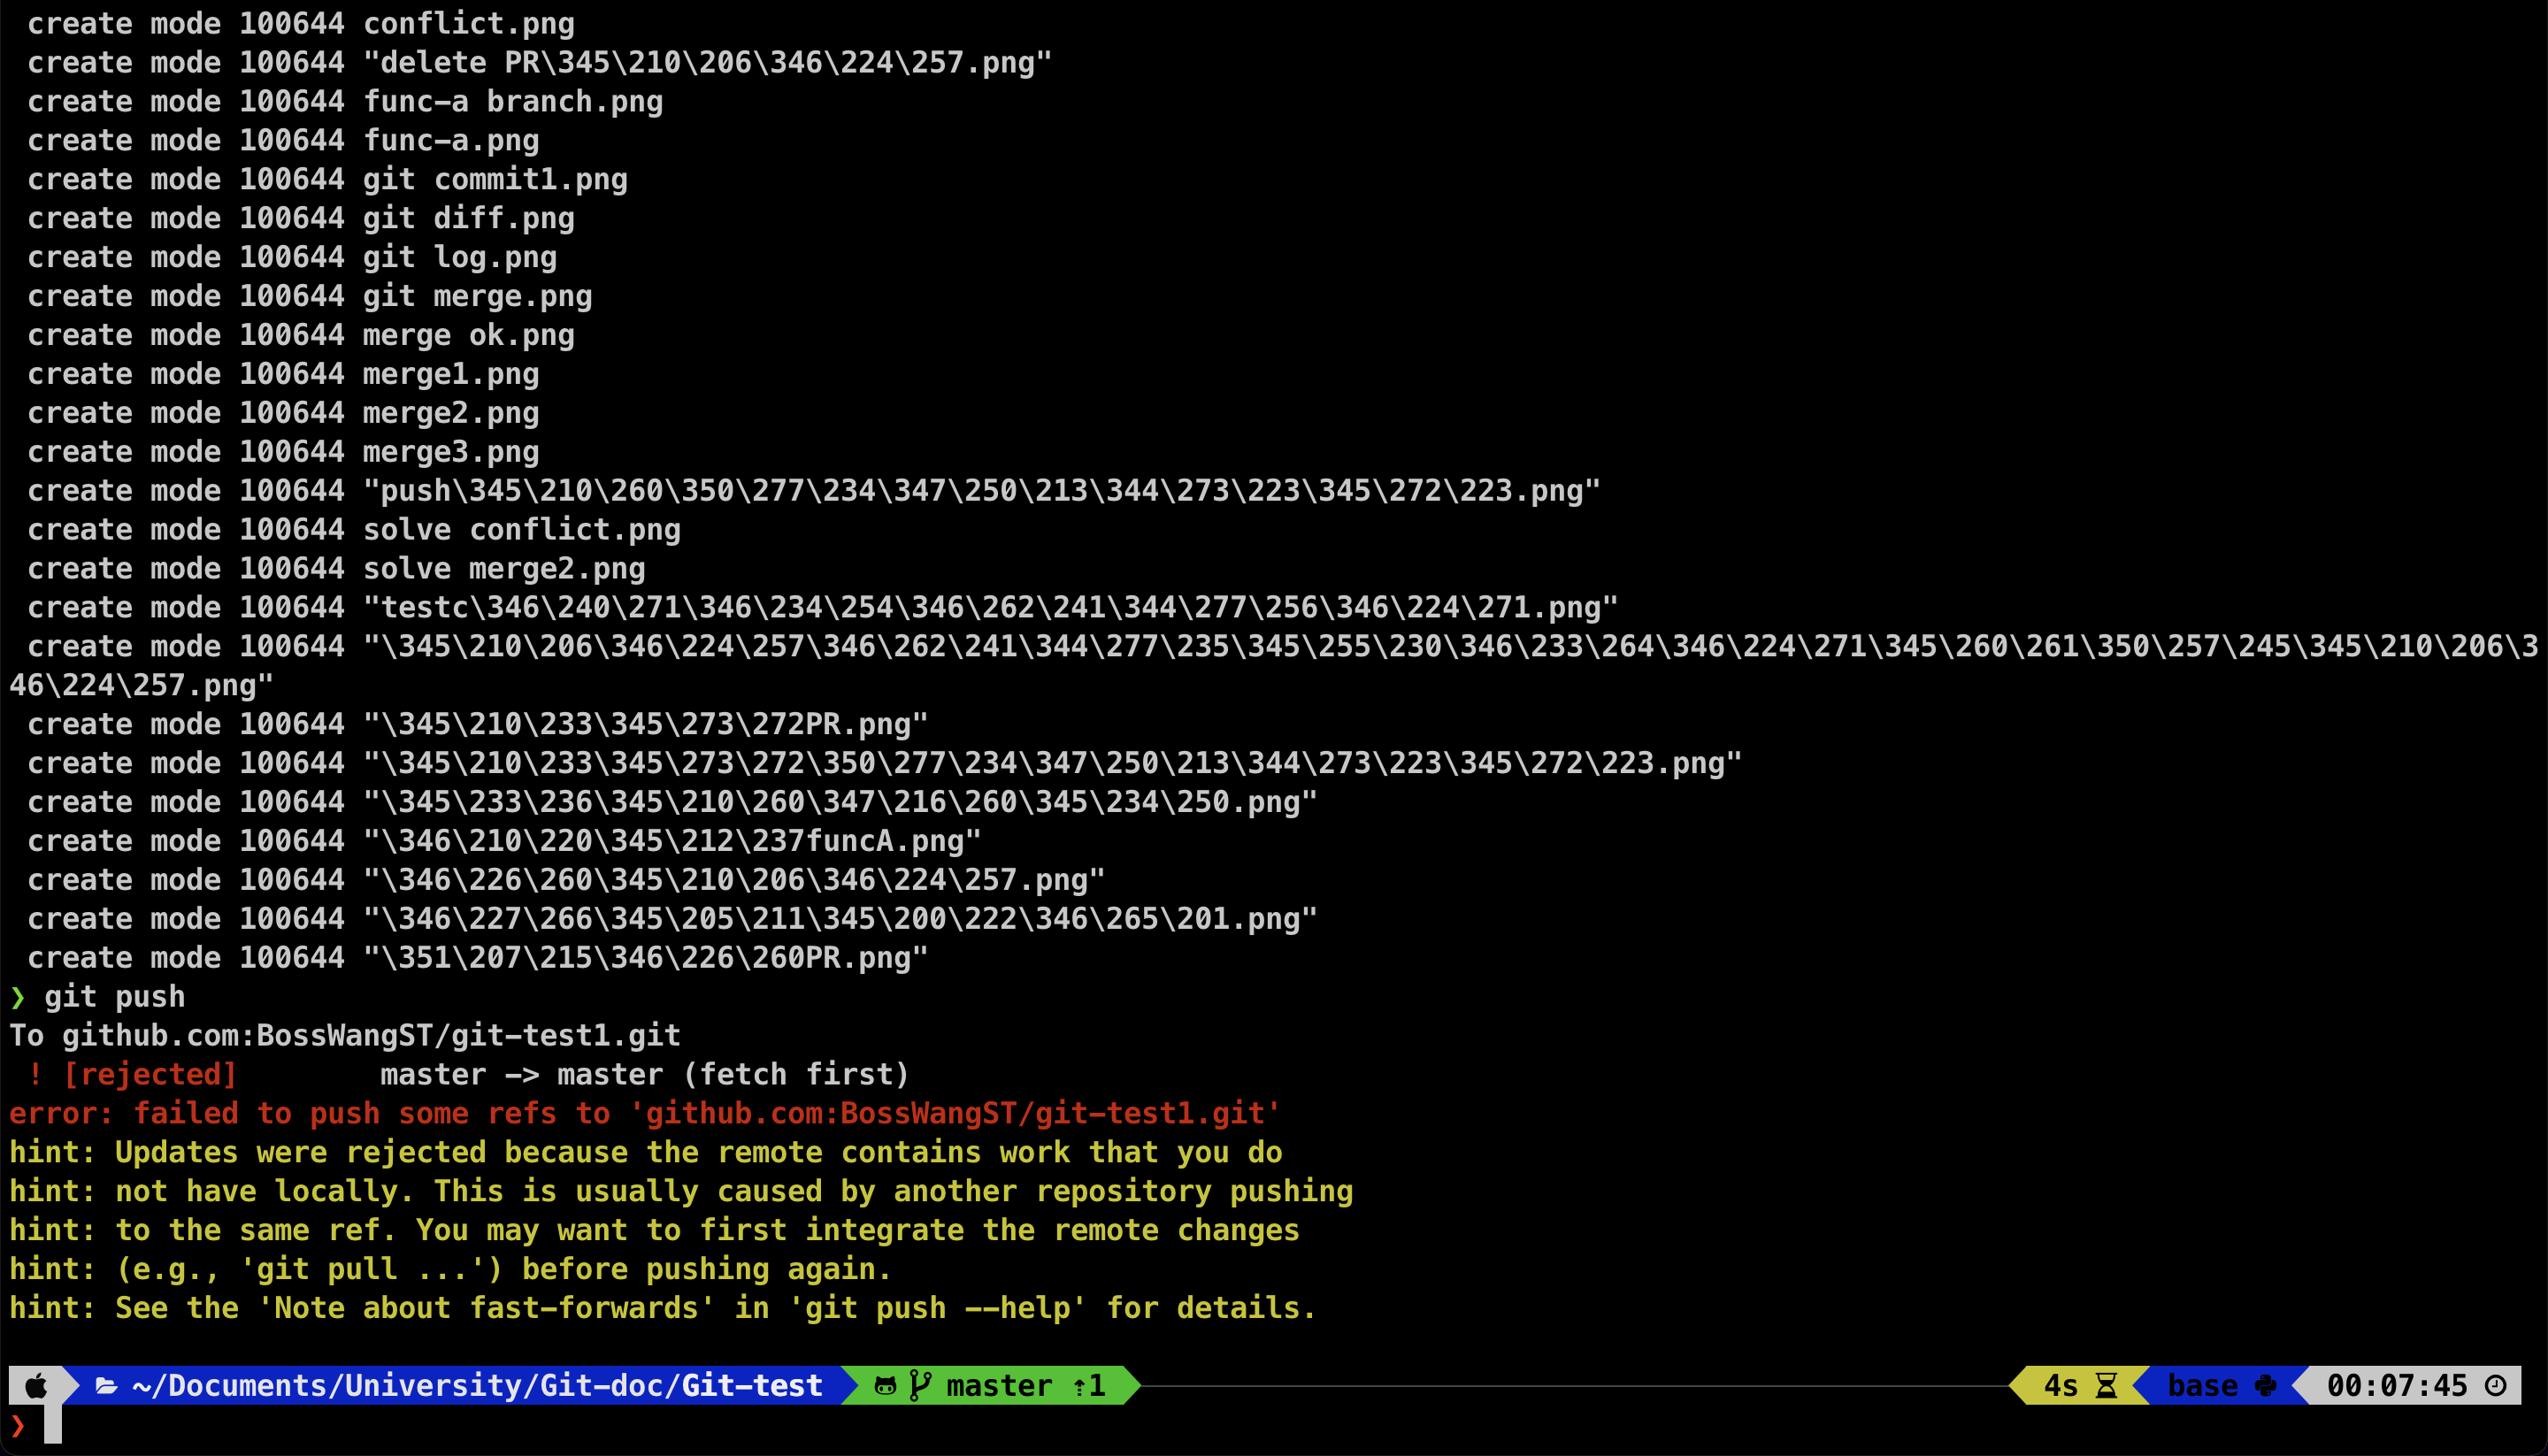 create mode 100644 conflict.png
create mode 100644 "delete PR\345\210\206\346\224\257.png"
create mode 100644 func-a branch.png
create mode 100644 func-a.png
create mode 100644 git commit1.png
create mode 100644 git diff.png
create mode 100644 git log.png
create mode 100644 git merge.png
create mode 100644 merge ok.png
create mode 100644 merge1.png
create mode 100644 merge2.png
create mode 100644 merge3.png
create mode 100644 "push\345\210\260\350\277\234\347\250\213\344\273\223\345\272\223.png"
create mode 100644 solve conflict.png
create mode 100644 solve merge2.png
create mode 100644 "testc\346\240\271\346\234\254\346\262\241\344\277\256\346\224\271.png"
create mode 100644 "\345\210\206\346\224\257\346\262\241\344\277\235\345\255\230\346\233\264\346\224\271\345\260\261\350\257\245\345\210\206\3
46\224\257.png"
create mode 100644 "\345\210\233\345\273\272PR.png"
create mode 100644 "\345\210\233\345\273\272\350\277\234\347\250\213\344\273\223\345\272\223.png"
create mode 100644 "\345\233\236\345\210\260\347\216\260\345\234\250.png"
create mode 100644 "\346\210\220\345\212\237funcA.png"
create mode 100644 "\346\226\260\345\210\206\346\224\257.png"
create mode 100644 "\346\227\266\345\205\211\345\200\222\346\265\201.png"
create mode 100644 "\351\207\215\346\226\260PR.png"
❯ git push
To github.com:BossWangST/git-test1.git
! [rejected] master -> master (fetch first)
error: failed to push some refs to 'github.com:BossWangST/git-test1.git'
hint: Updates were rejected because the remote contains work that you do
hint: not have locally. This is usually caused by another repository pushing
hint: to the same ref. You may want to first integrate the remote changes
hint: (e.g., 'git pull ...') before pushing again.
hint: See the 'Note about fast-forwards' in 'git push --help' for details.
~/Documents/University/Git-doc/Git-test master ⇡1 4s base 00:07:45
❯